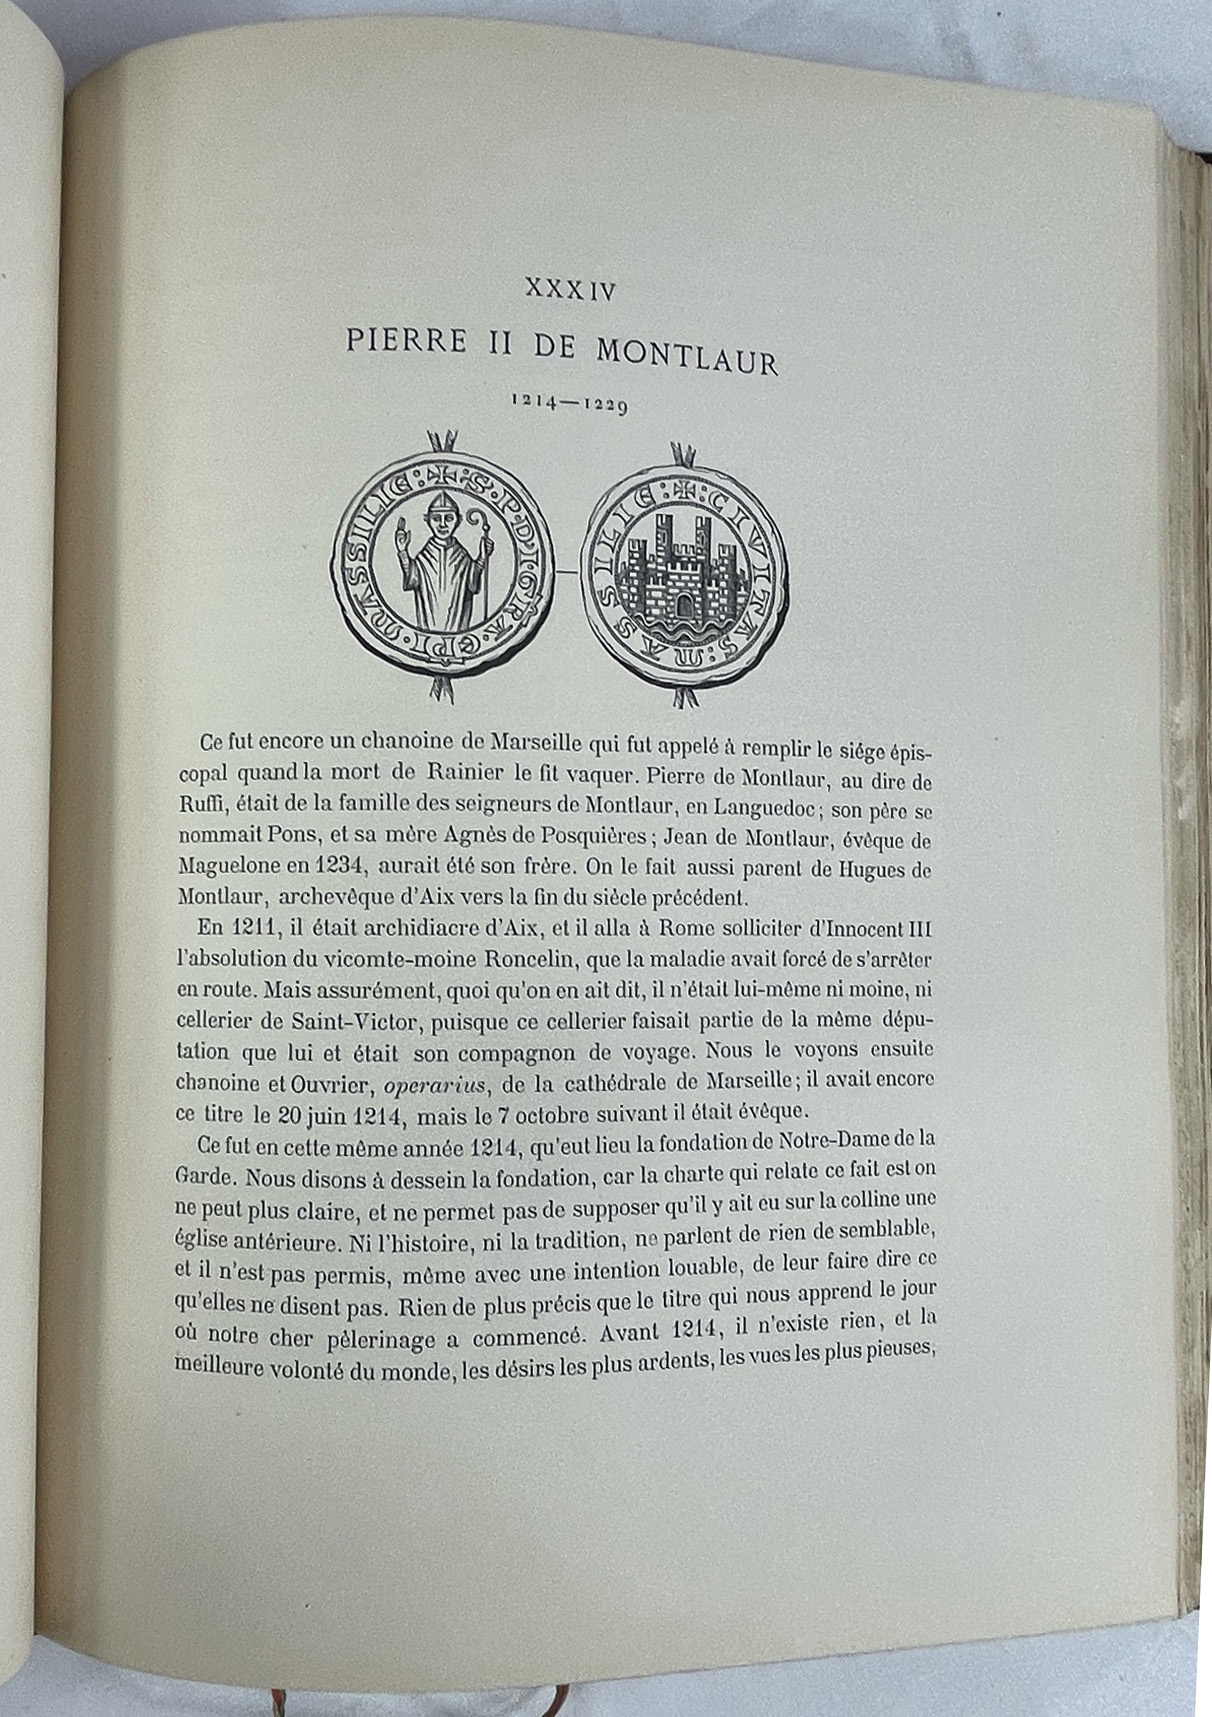 XXXIV
PIERRE II DE MONTLAUR
1214—1229
✠ : S · P · D'I · GRA · EPI · MASSILIE :
✠ : CIVITAS : MASSILIE :
Ce fut encore un chanoine de Marseille qui fut appelé à remplir le siége épis-
copal quand la mort de Rainier le fit vaquer. Pierre de Montlaur, au dire de
Ruffi, était de la famille des seigneurs de Montlaur, en Languedoc ; son père se
nommait Pons, et sa mère Agnès de Posquières ; Jean de Montlaur, évêque de
Maguelone en 1234, aurait été son frère. On le fait aussi parent de Hugues de
Montlaur, archevêque d'Aix vers la fin du siècle précédent.
En 1211, il était archidiacre d'Aix, et il alla à Rome solliciter d'Innocent III
l'absolution du vicomte-moine Roncelin, que la maladie avait forcé de s'arrêter
en route. Mais assurément, quoi qu'on en ait dit, il n'était lui-même ni moine, ni
cellerier de Saint-Victor, puisque ce cellerier faisait partie de la même dépu-
tation que lui et était son compagnon de voyage. Nous le voyons ensuite
chanoine et Ouvrier, operarius, de la cathédrale de Marseille ; il avait encore
ce titre le 20 juin 1214, mais le 7 octobre suivant il était évêque.
Ce fut en cette même année 1214, qu'eut lieu la fondation de Notre-Dame de la
Garde. Nous disons à dessein la fondation, car la charte qui relate ce fait est on
ne peut plus claire, et ne permet pas de supposer qu'il y ait eu sur la colline une
église antérieure. Ni l'histoire, ni la tradition, ne parlent de rien de semblable,
et il n'est pas permis, même avec une intention louable, de leur faire dire ce
qu'elles ne disent pas. Rien de plus précis que le titre qui nous apprend le jour
où notre cher pèlerinage a commencé. Avant 1214, il n'existe rien, et la
meilleure volonté du monde, les désirs les plus ardents, les vues les plus pieuses,